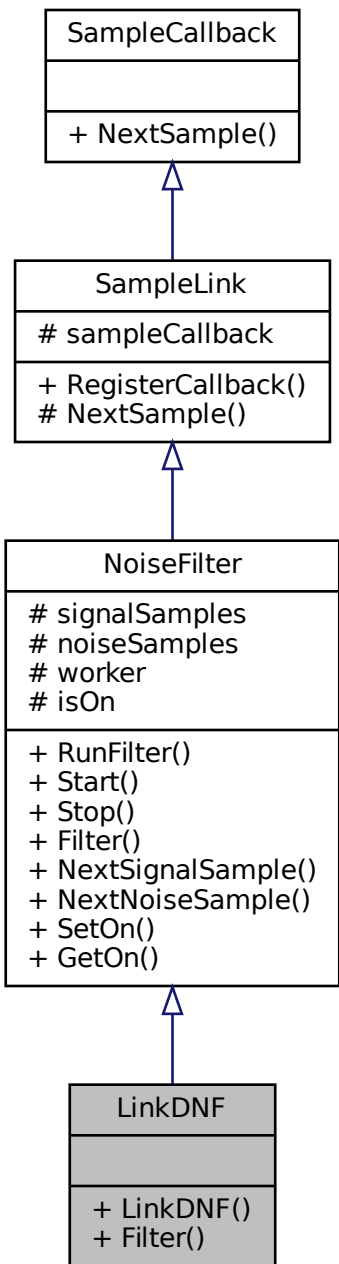 SampleCallback
+ NextSample()
SampleLink
# sampleCallback
+ RegisterCallback()
# NextSample()
NoiseFilter
# signalSamples
# noiseSamples
# worker
# isOn
+ RunFilter()
+ Start()
+ Stop()
+ Filter()
+ NextSignalSample()
+ NextNoiseSample()
+ SetOn()
+ GetOn()
LinkDNF
+ LinkDNF()
+ Filter()